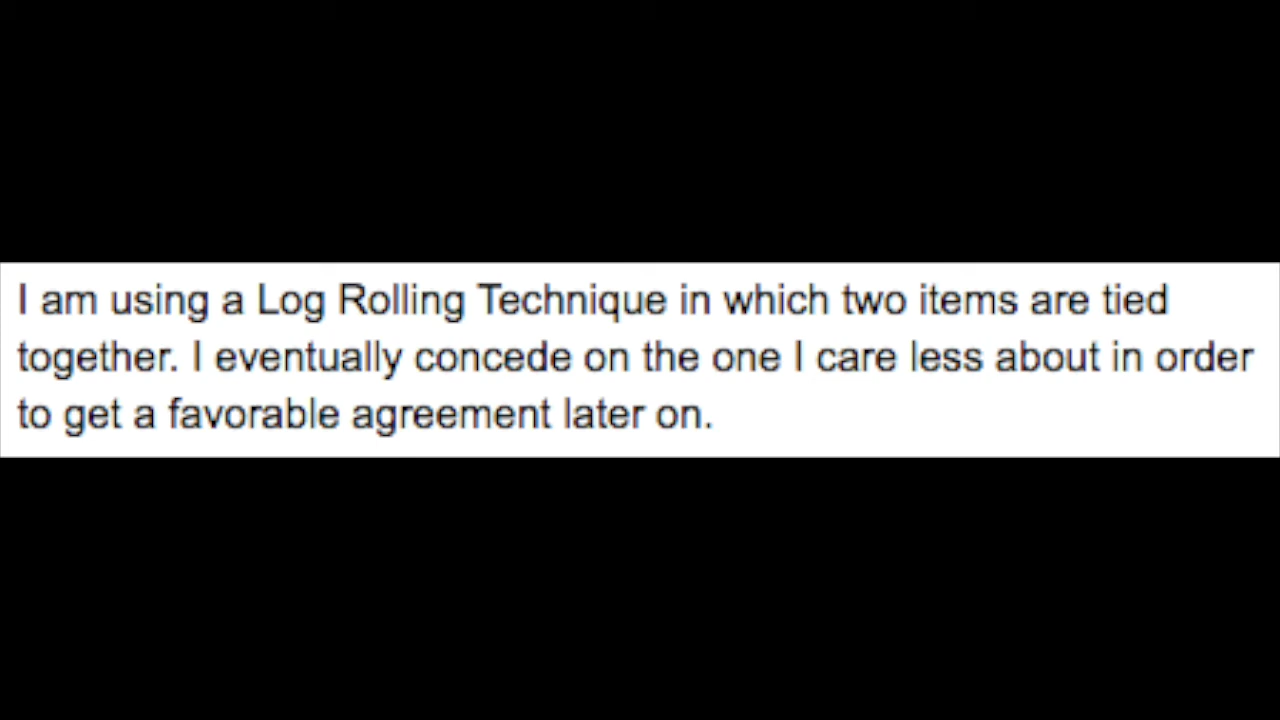 I am using a Log Rolling Technique in which two items are tied
together. I eventually concede on the one I care less about in order
to get a favorable agreement later on.